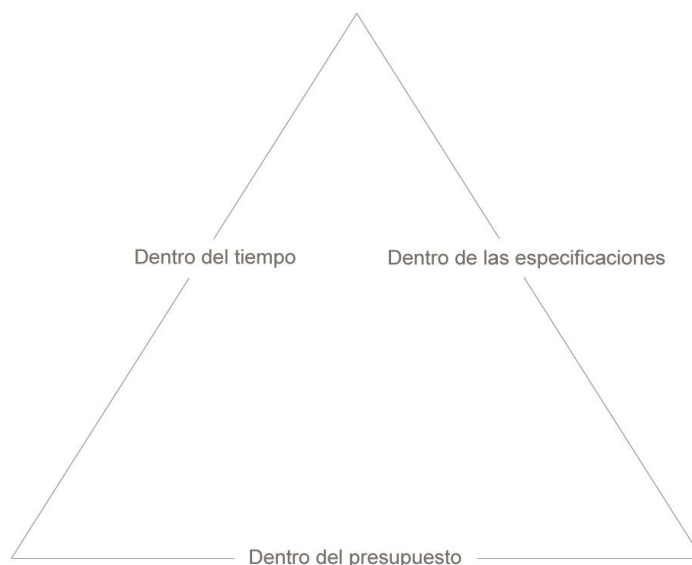 Dentro del tiempo
Dentro de las especificaciones
Dentro del presupuesto